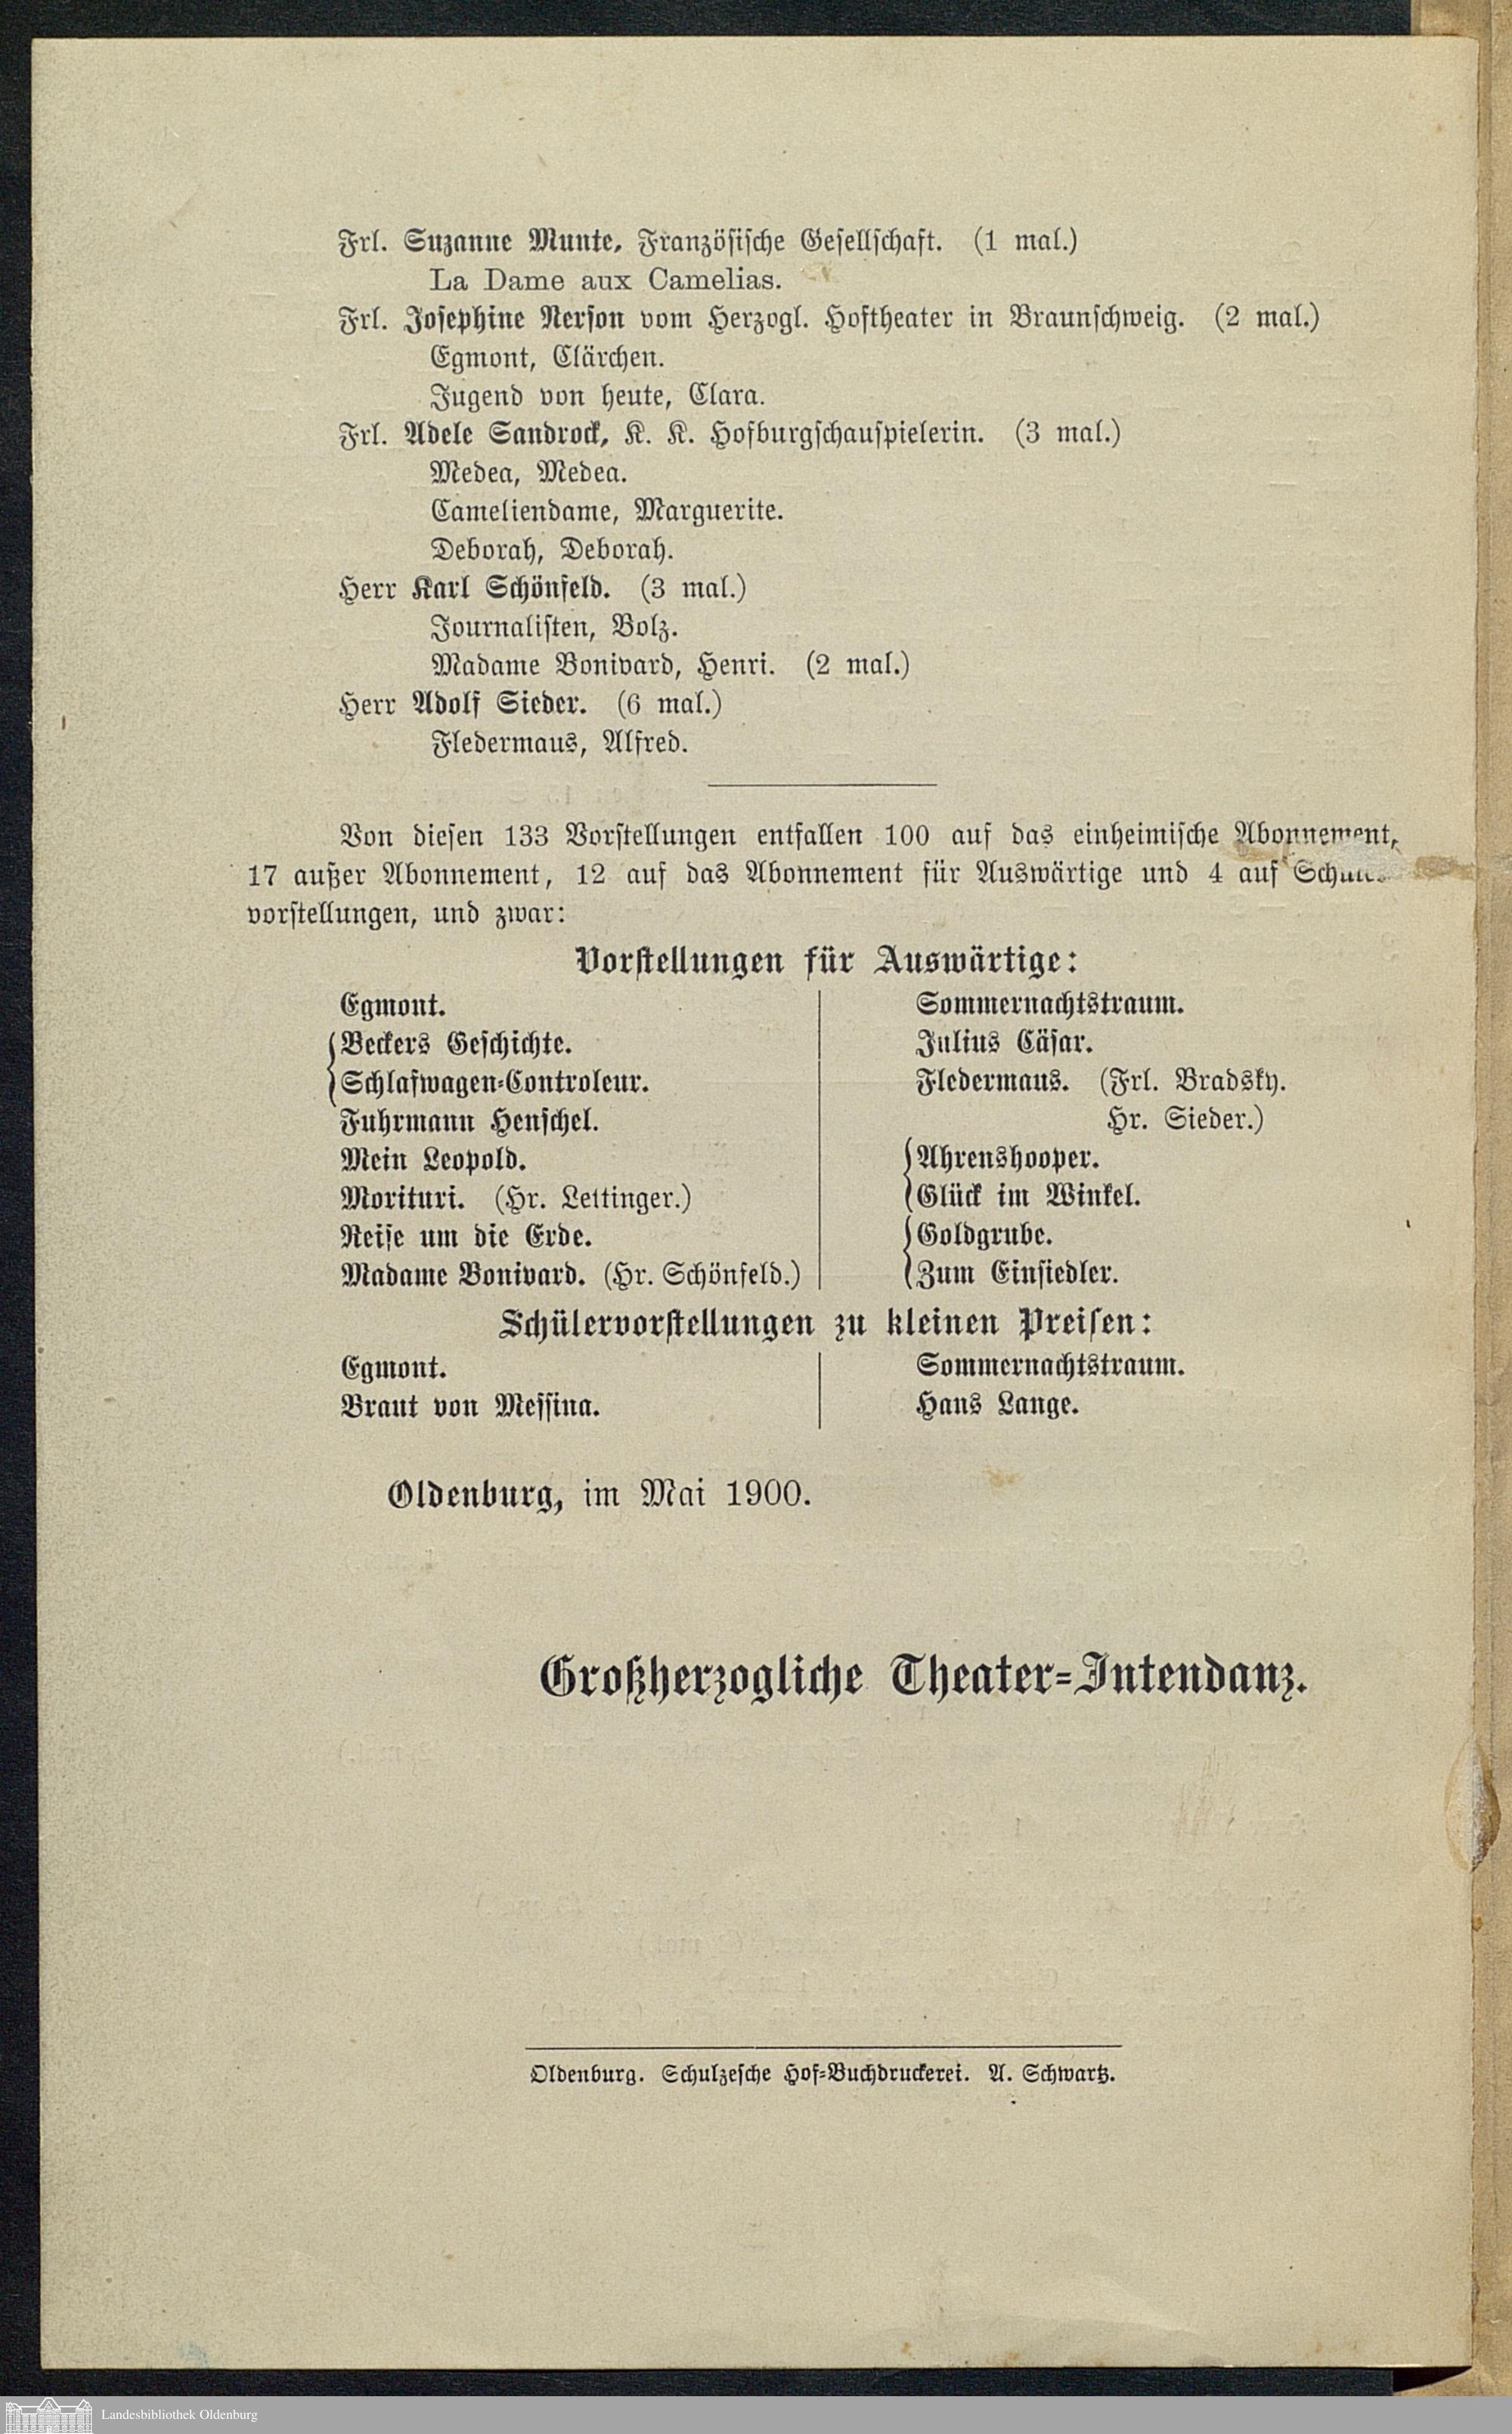 Frl. Suzanne Munte, Französische Gesellschaft. (1 mal.)
La Dame aux Camelias.
Frl. Josephine Nerson vom Herzogl. Hoftheater in Braunschweig. (2 mal.)
Egmont, Clärchen.
Jugend von heute, Clara.
Frl. Adele Sandrock, K. K. Hofburgschauspielerin. (3 mal.)
Medea, Medea.
Cameliendame, Marguerite.
Deborah, Deborah.
Herr Karl Schönfeld. (3 mal.)
Journalisten, Bolz.
Madame Bonivard, Henri. (2 mal.)
Herr Adolf Sieder. (6 mal.)
Fledermaus, Alfred.
Von diesen 133 Vorstellungen entfallen 100 auf das einheimische Abonnement,
17 außer Abonnement, 12 auf das Abonnement für Auswärtige und 4 auf
vorstellungen, und zwar:
Vorstellungen für Auswärtige:
Egmont.
Beckers Geschichte.
Schlafwagen-Controleur.
Fuhrmann Henschel.
Mein Leopold.
Morituri. (Hr. Lettinger.)
Reise um die Erde.
Madame Bonivard. (Hr. Schönfeld.)
Sommernachtstraum.
Julius Cäsar.
Fledermaus. (Frl. Bradsky.
Hr. Sieder.)
Ahrenshooper.
Glück im Winkel.
Goldgrube.
Zum Einsiedler.
Schülervorstellungen zu kleinen Preisen:
Egmont.
Braut von Messina.
Sommernachtstraum.
Hans Lange.
Oldenburg, im Mai 1900.
Großherzogliche Theater-Intendanz.
Oldenburg. Schulzesche Hof-Buchdruckerei. A. Schwartz.
Landesbibliothek Oldenburg